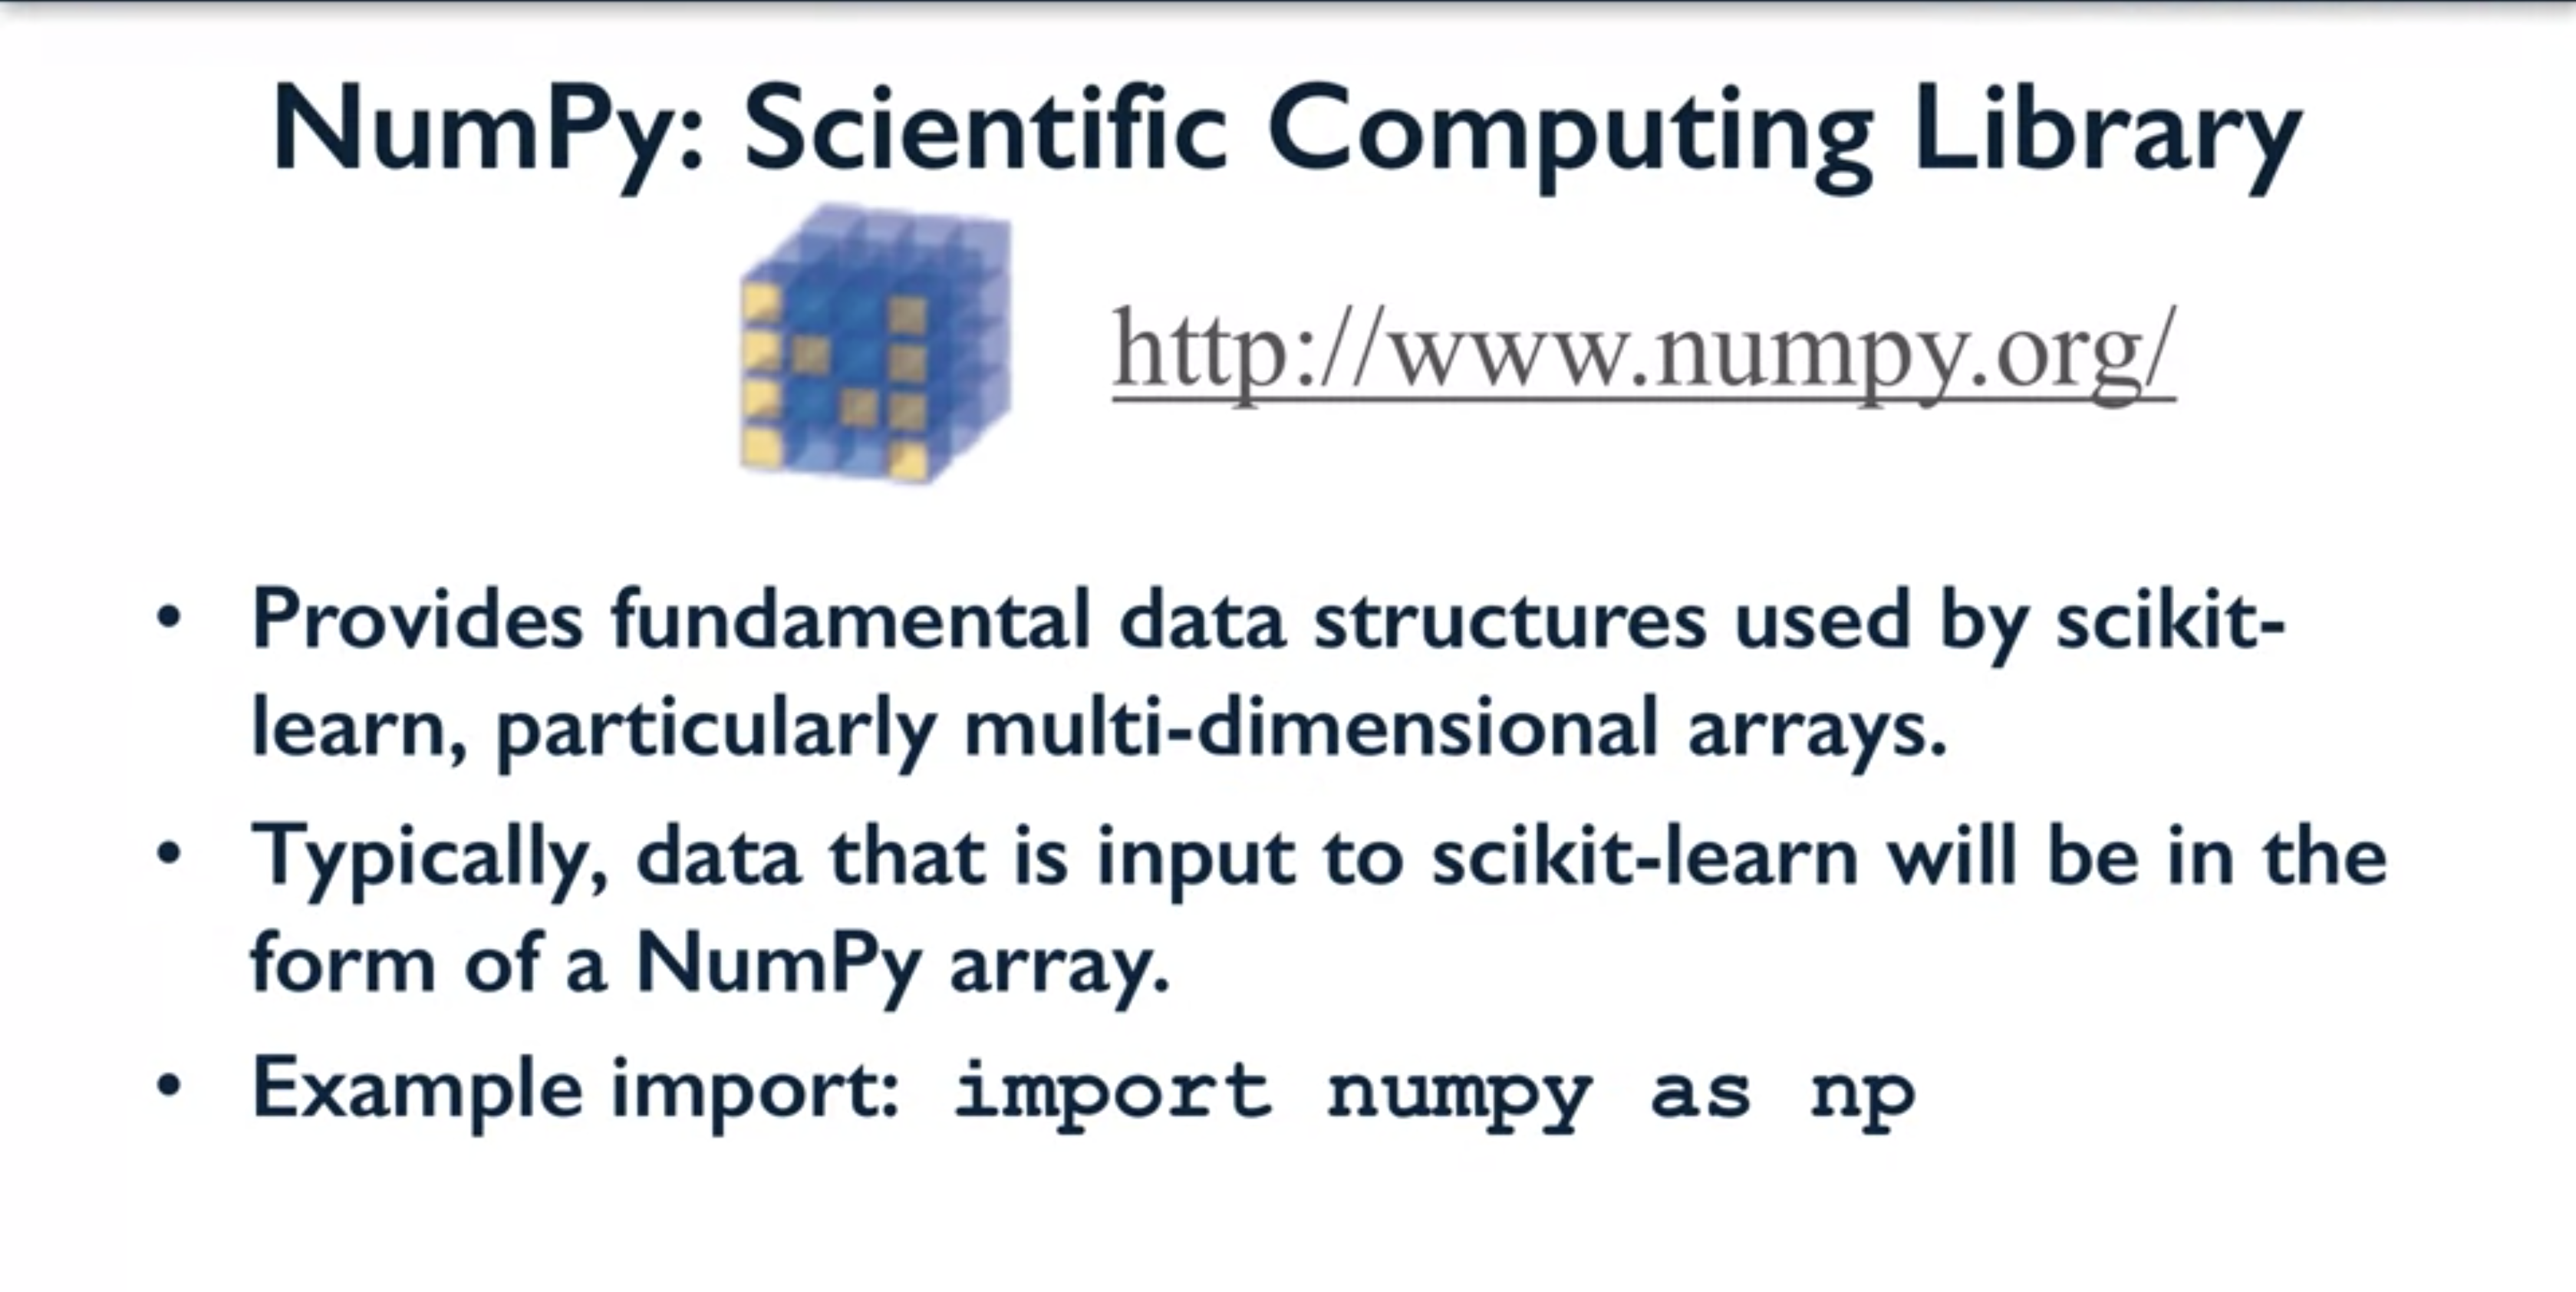 NumPy: Scientific Computing Library
http://www.numpy.org/
• Provides fundamental data structures used by scikit-
learn, particularly multi-dimensional arrays.
• Typically, data that is input to scikit-learn will be in the
form of a NumPy array.
• Example import: import numpy as np